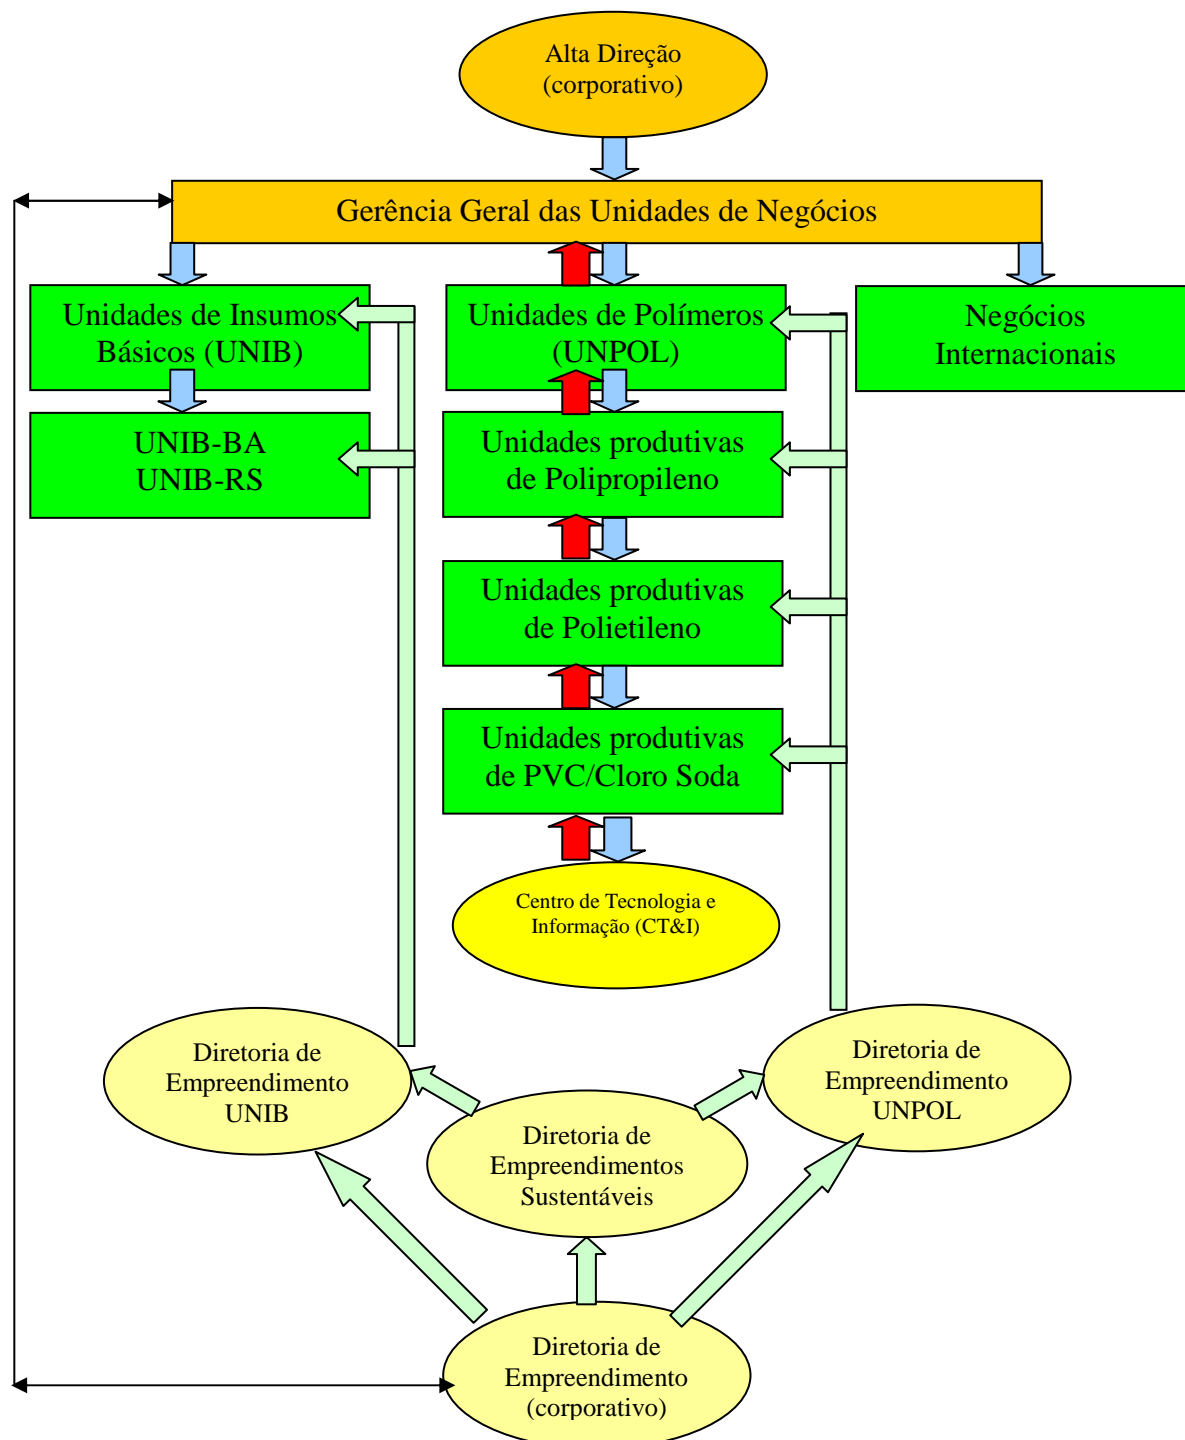 Alta Direção
(corporativo)
Gerência Geral das Unidades de Negócios
Unidades de Insumos
Básicos (UNIB)
Unidades de Polímeros
(UNPOL)
Negócios
Internacionais
UNIB-BA
UNIB-RS
Unidades produtivas
de Polipropileno
Unidades produtivas
de Polietileno
Unidades produtivas
de PVC/Cloro Soda
Centro de Tecnologia e
Informação (CT&I)
Diretoria de
Empreendimento
UNIB
Diretoria de
Empreendimento
UNPOL
Diretoria de
Empreendimentos
Sustentáveis
Diretoria de
Empreendimento
(corporativo)